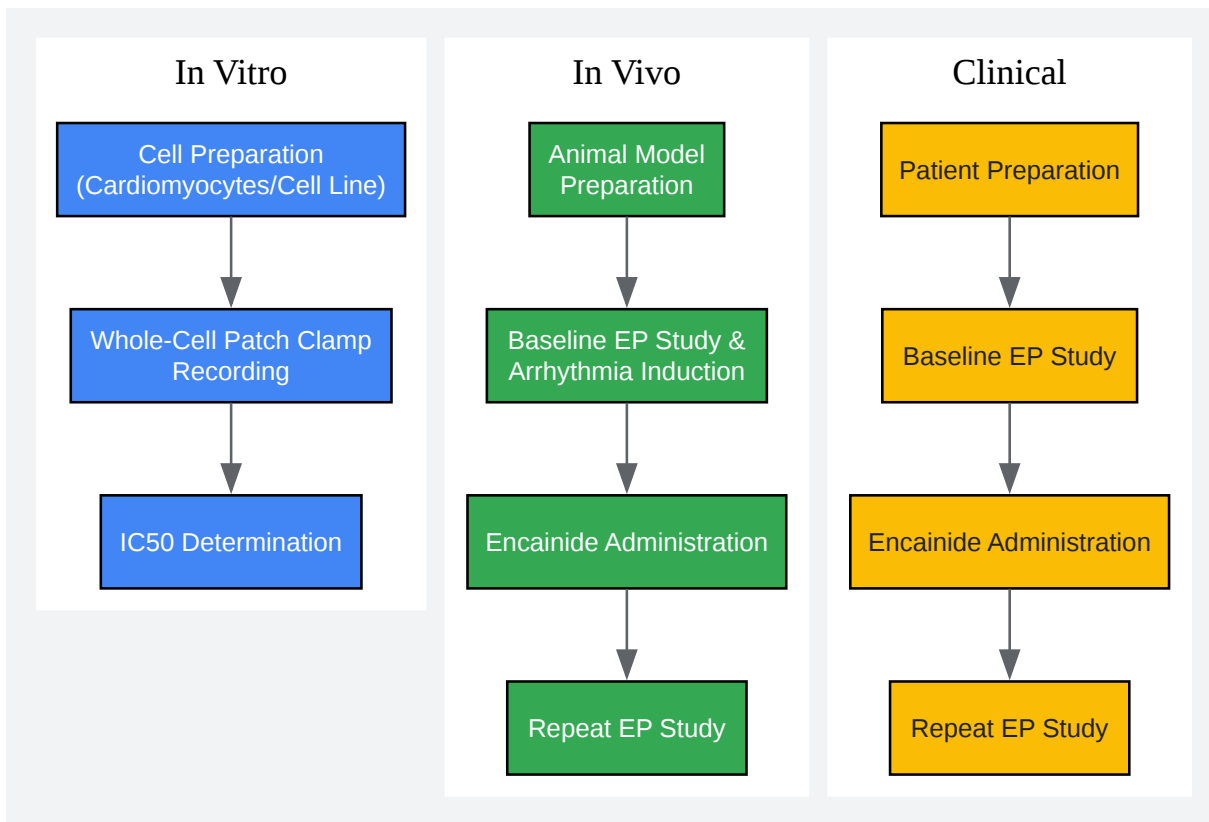 In Vitro
Cell Preparation
(Cardiomyocytes/Cell Line)
Whole-Cell Patch Clamp
Recording
IC50 Determination
In Vivo
Animal Model
Preparation
Baseline EP Study &
Arrhythmia Induction
Encainide Administration
Repeat EP Study
Clinical
Patient Preparation
Baseline EP Study
Encainide Administration
Repeat EP Study